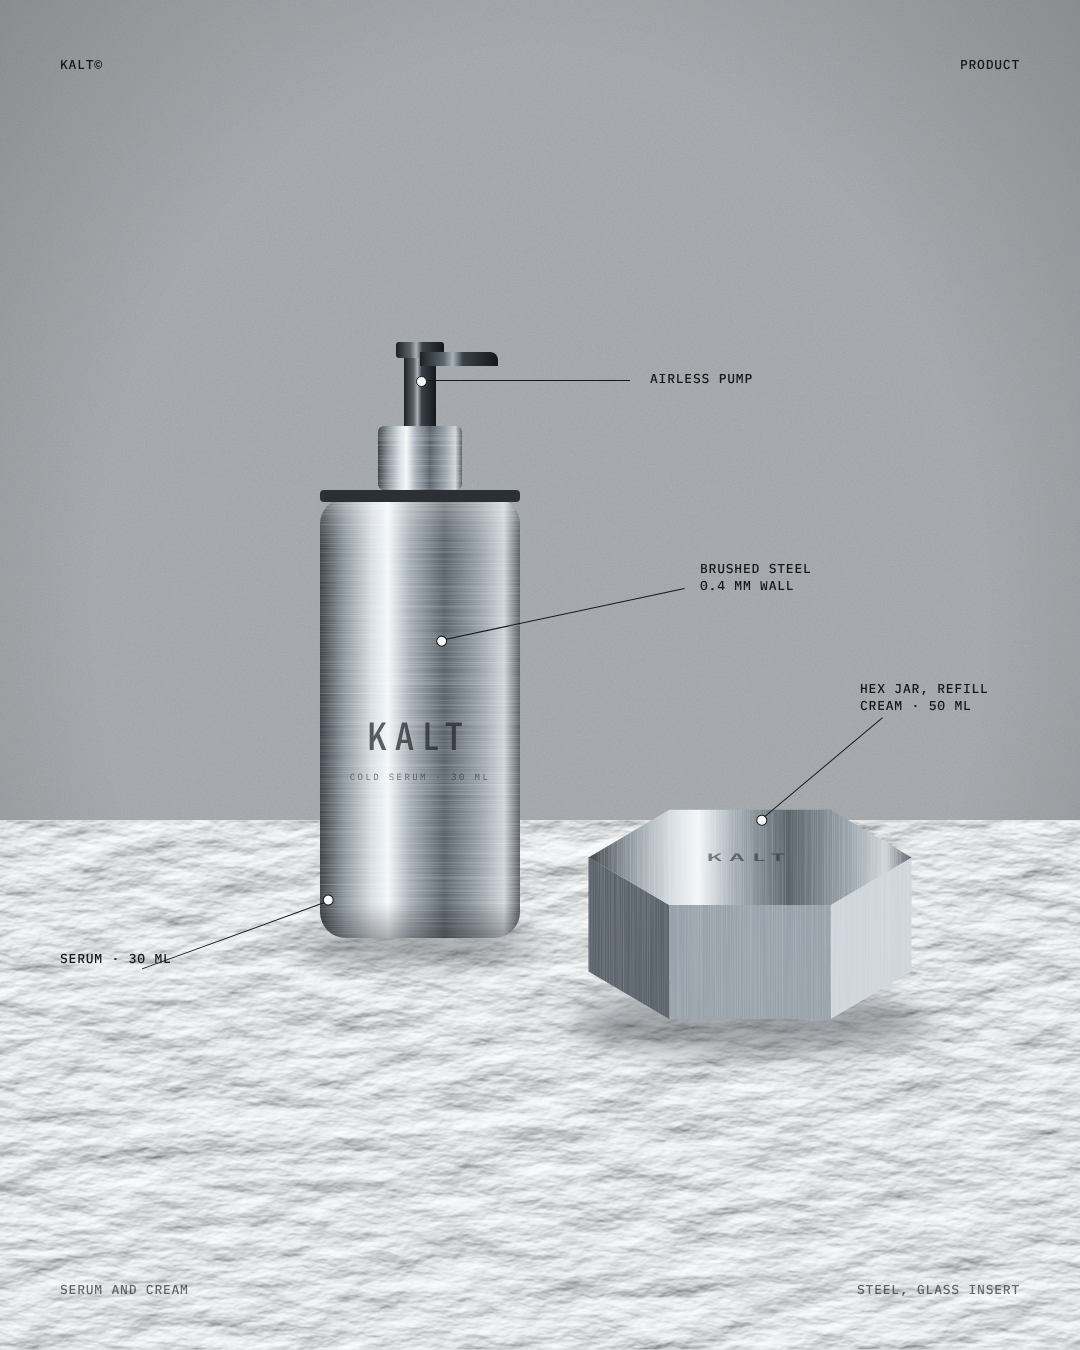 KALT©
PRODUCT
AIRLESS PUMP
BRUSHED STEEL
0.4 MM WALL
HEX JAR, REFILL
CREAM · 50 ML
KALT
COLD SERUM · 30 ML
KALT
SERUM · 30 ML
SERUM AND CREAM
STEEL, GLASS INSERT